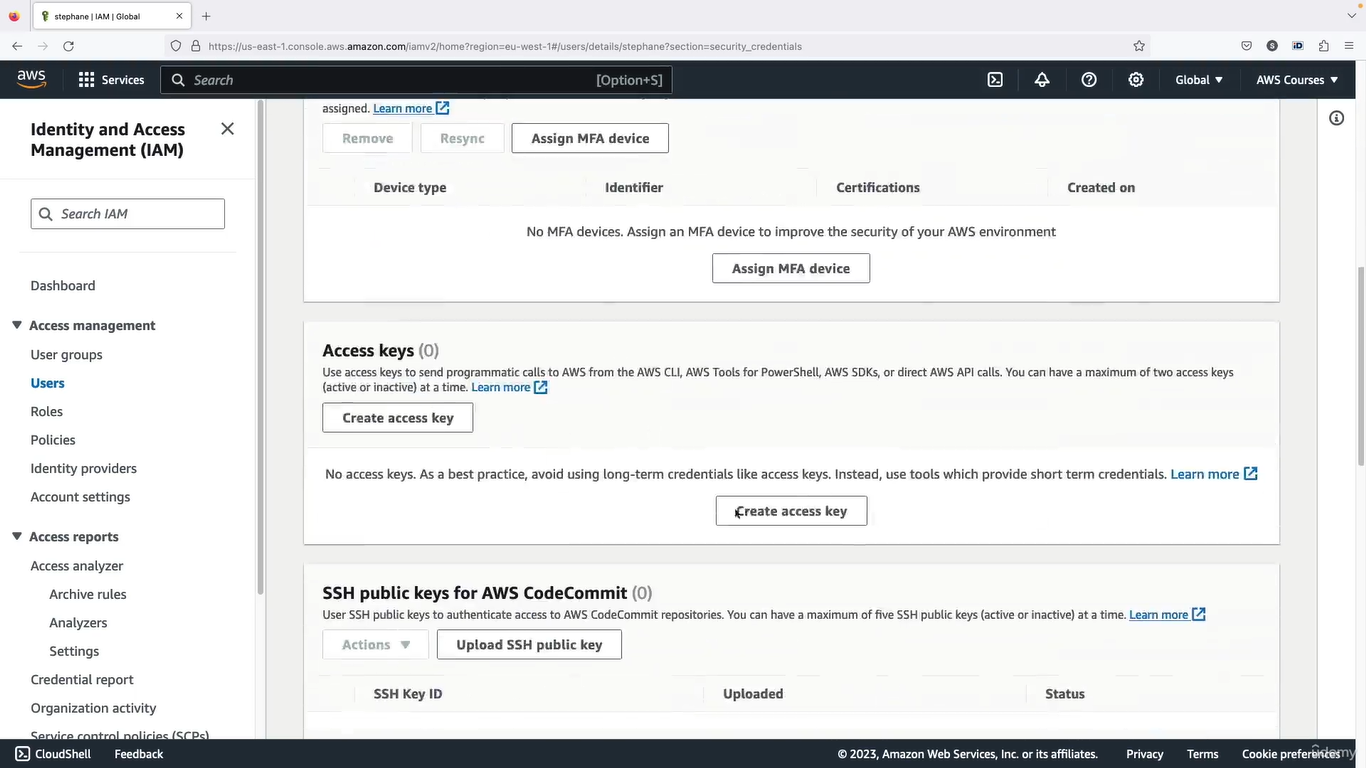 stephane | IAM | Global
https://us-east-1.console.aws.amazon.com/iamv2/home?region=eu-west-1#/users/details/stephane?section=security_credentials
aws
Services
Search
[Option+S]
Global
AWS Courses
Identity and Access
Management (IAM)
Search IAM
Dashboard
Access management
User groups
Users
Roles
Policies
Identity providers
Account settings
Access reports
Access analyzer
Archive rules
Analyzers
Settings
Credential report
Organization activity
Service control policies (SCPs)
assigned. Learn more
Remove
Resync
Assign MFA device
Device type
Identifier
Certifications
Created on
No MFA devices. Assign an MFA device to improve the security of your AWS environment
Assign MFA device
Access keys (0)
Use access keys to send programmatic calls to AWS from the AWS CLI, AWS Tools for PowerShell, AWS SDKs, or direct AWS API calls. You can have a maximum of two access keys
(active or inactive) at a time. Learn more
Create access key
No access keys. As a best practice, avoid using long-term credentials like access keys. Instead, use tools which provide short term credentials. Learn more
Create access key
SSH public keys for AWS CodeCommit (0)
User SSH public keys to authenticate access to AWS CodeCommit repositories. You can have a maximum of five SSH public keys (active or inactive) at a time. Learn more
Actions
Upload SSH public key
SSH Key ID
Uploaded
Status
CloudShell
Feedback
© 2023, Amazon Web Services, Inc. or its affiliates.
Privacy
Terms
Cookie preferences
Udemy